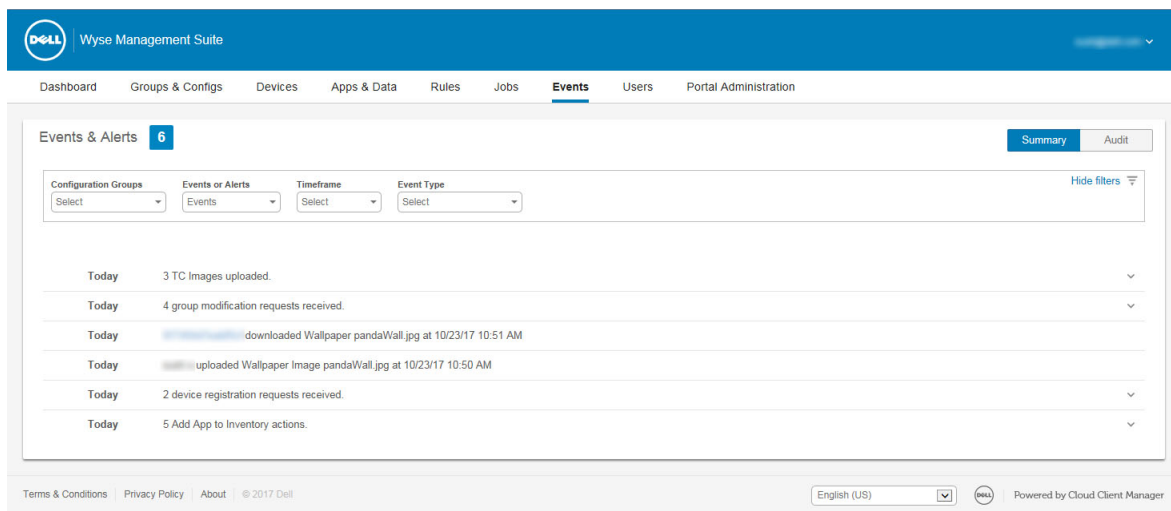 DELL Wyse Management Suite
Dashboard Groups & Configs Devices Apps & Data Rules Jobs Events Users Portal Administration
Events & Alerts 6 Summary Audit
Configuration Groups Events or Alerts Timeframe Event Type Hide filters
Select Events Select Select
Today 3 TC Images uploaded.
Today 4 group modification requests received.
Today downloaded Wallpaper pandaWall.jpg at 10/23/17 10:51 AM
Today uploaded Wallpaper Image pandaWall.jpg at 10/23/17 10:50 AM
Today 2 device registration requests received.
Today 5 Add App to Inventory actions.
Terms & Conditions Privacy Policy About © 2017 Dell English (US) DELL Powered by Cloud Client Manager